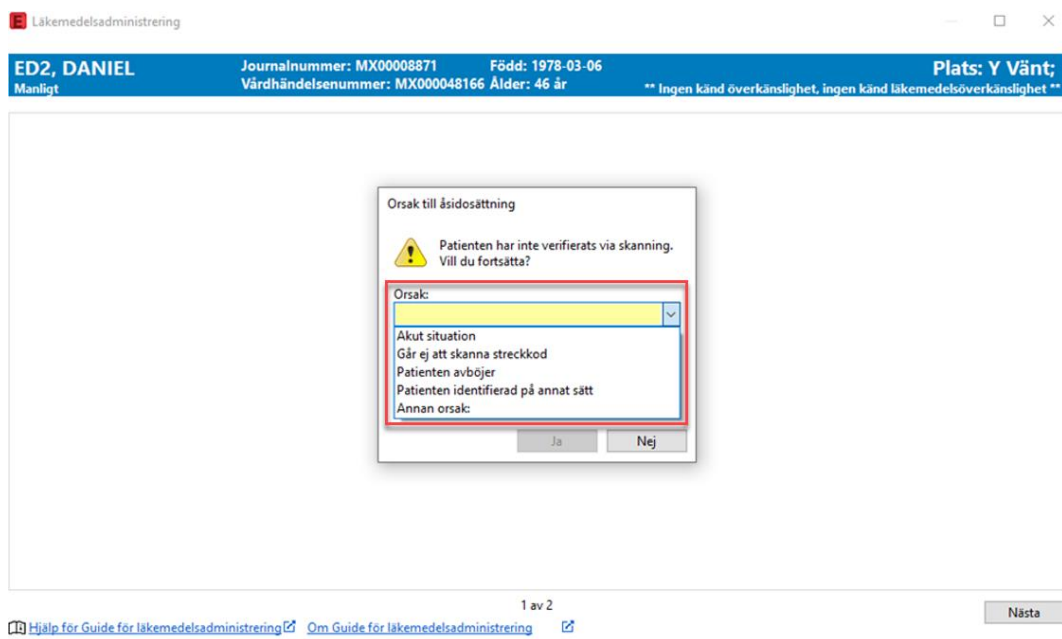 E Läkemedelsadministrering
ED2, DANIEL
Manligt
Journalnummer: MX00008871 Född: 1978-03-06
Vårdhändelsenummer: MX000048166 Ålder: 46 år
Plats: Y Vänt;
** Ingen känd överkänslighet, ingen känd läkemedelsöverkänslighet **
Orsak till åsidosättning
Patienten har inte verifierats via skanning.
Vill du fortsätta?
Orsak:
Akut situation
Går ej att skanna streckkod
Patienten avböjer
Patienten identifierad på annat sätt
Annan orsak:
Ja Nej
1 av 2
Nästa
Hjälp för Guide för läkemedelsadministrering Om Guide för läkemedelsadministrering